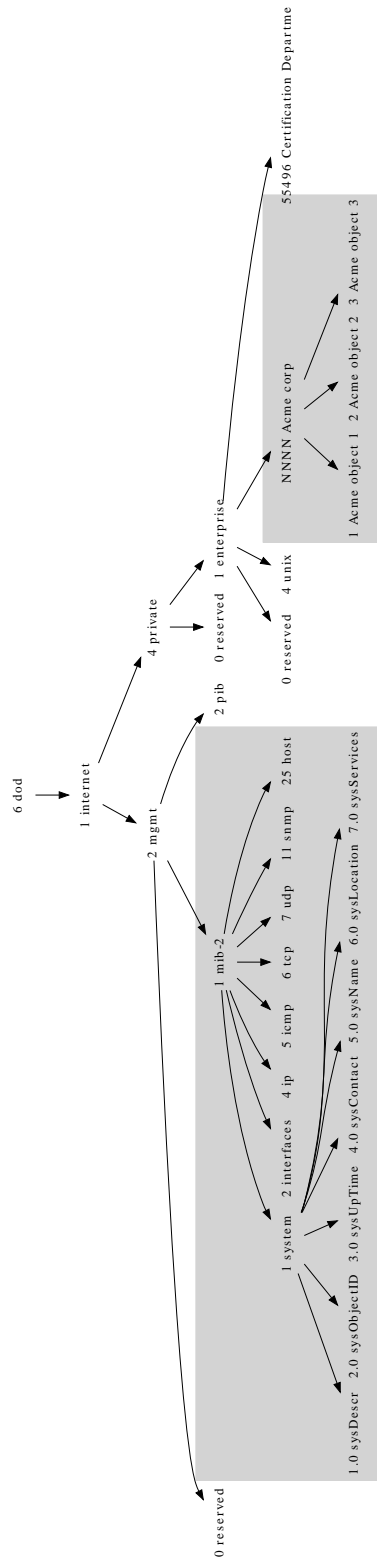 6 dod
1 internet
2 mgmt
4 private
0 reserved
1 mib-2
2 pib
0 reserved
1 enterprise
1 system
2 interfaces
4 ip
5 icmp
6 tcp
7 udp
11 snmp
25 host
0 reserved
4 unix
NNNN Acme corp
55496 Certification Departme
1.0 sysDescr
2.0 sysObjectID
3.0 sysUpTime
4.0 sysContact
5.0 sysName
6.0 sysLocation
7.0 sysServices
1 Acme object 1
2 Acme object 2
3 Acme object 3